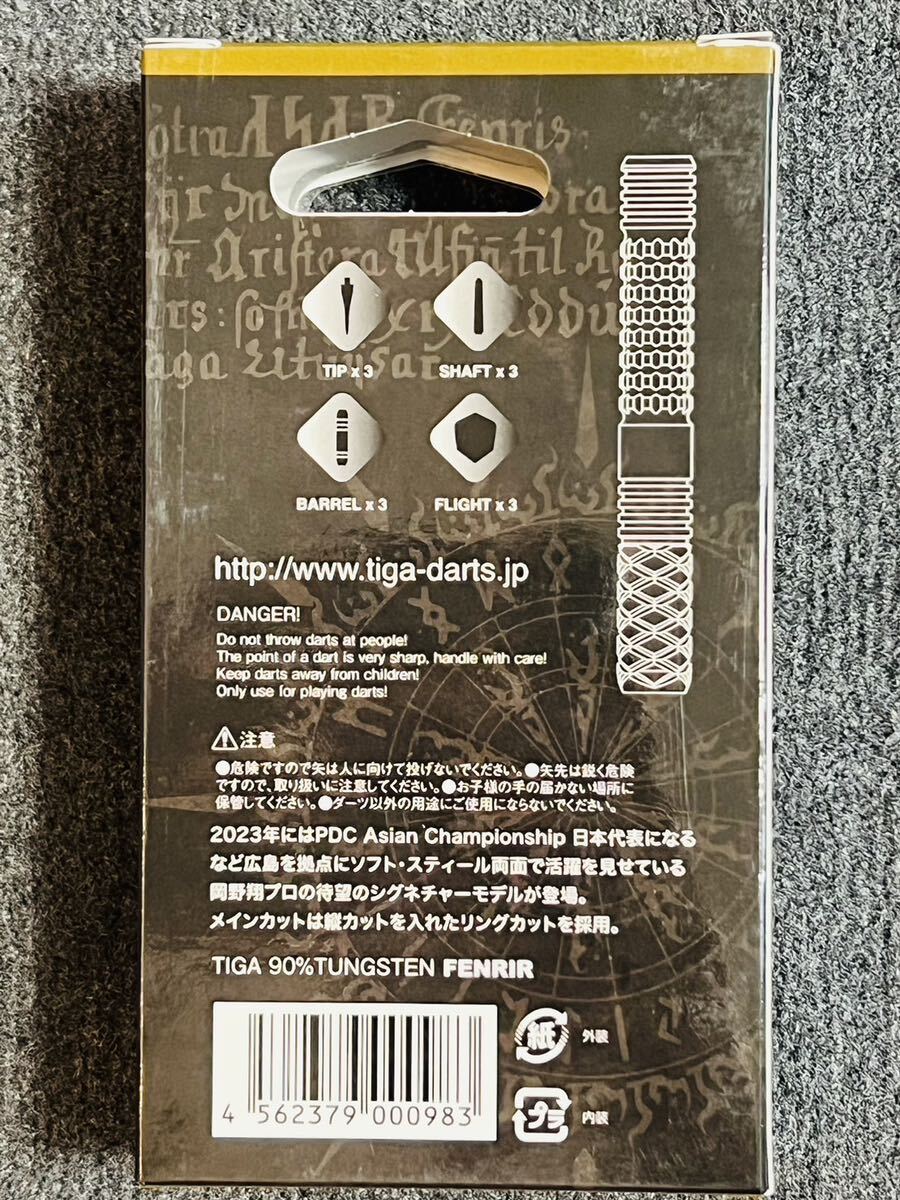 Fenris
TIP x 3
SHAFT x 3
BARREL x 3
FLIGHT x 3
http://www.tiga-darts.jp
DANGER!
Do not throw darts at people!
The point of a dart is very sharp, handle with care!
Keep darts away from children!
Only use for playing darts!
注意
●危険ですので矢は人に向けて投げないでください。●矢先は鋭く危険
ですので、取り扱いに注意してください。●お子様の手の届かない場所に
保管してください。●ダーツ以外の用途にご使用にならないでください。
2023年にはPDC Asian Championship 日本代表になる
など広島を拠点にソフト・スティール両面で活躍を見せている
岡野翔プロの待望のシグネチャーモデルが登場。
メインカットは縦カットを入れたリングカットを採用。
TIGA 90%TUNGSTEN FENRIR
紙 外装
4 562379 000983
プラ 内装